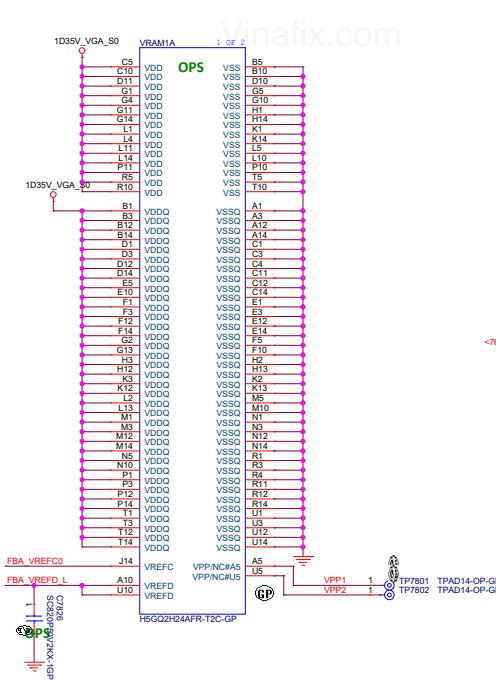 Vinafix.com
1D35V_VGA_S0
VRAM1A 1 OF 2
OPS
C5 VDD VSS B5
C10 VDD VSS B10
D11 VDD VSS D10
G1 VDD VSS G5
G4 VDD VSS G10
G11 VDD VSS H1
G14 VDD VSS H14
L1 VDD VSS K1
L4 VDD VSS K14
L11 VDD VSS L5
L14 VDD VSS L10
P11 VDD VSS P10
R5 VDD VSS T5
R10 VDD VSS T10
1D35V_VGA_S0
B1 VDDQ VSSQ A1
B3 VDDQ VSSQ A3
B12 VDDQ VSSQ A12
B14 VDDQ VSSQ A14
D1 VDDQ VSSQ C1
D3 VDDQ VSSQ C3
D12 VDDQ VSSQ C4
D14 VDDQ VSSQ C11
E5 VDDQ VSSQ C12
E10 VDDQ VSSQ C14
F1 VDDQ VSSQ E1
F3 VDDQ VSSQ E3
F12 VDDQ VSSQ E12
F14 VDDQ VSSQ E14
G2 VDDQ VSSQ F5
G13 VDDQ VSSQ F10
H3 VDDQ VSSQ H2
H12 VDDQ VSSQ H13
K3 VDDQ VSSQ K2
K12 VDDQ VSSQ K13
L2 VDDQ VSSQ M5
L13 VDDQ VSSQ M10
M1 VDDQ VSSQ N1
M3 VDDQ VSSQ N3
M12 VDDQ VSSQ N12
M14 VDDQ VSSQ N14
N5 VDDQ VSSQ R1
N10 VDDQ VSSQ R3
P1 VDDQ VSSQ R4
P3 VDDQ VSSQ R11
P12 VDDQ VSSQ R12
P14 VDDQ VSSQ R14
T1 VDDQ VSSQ U1
T3 VDDQ VSSQ U3
T12 VDDQ VSSQ U12
T14 VDDQ VSSQ U14
<76
FBA_VREFC0 J14 VREFC VPP/NC#A5 A5
VPP/NC#U5 U5
FBA_VREFD_L A10 VREFD
U10 VREFD
VPP1 1 TP7801 TPAD14-OP-G
VPP2 1 TP7802 TPAD14-OP-G
GP
H5GQ2H24AFR-T2C-GP
C7826
1
OPS